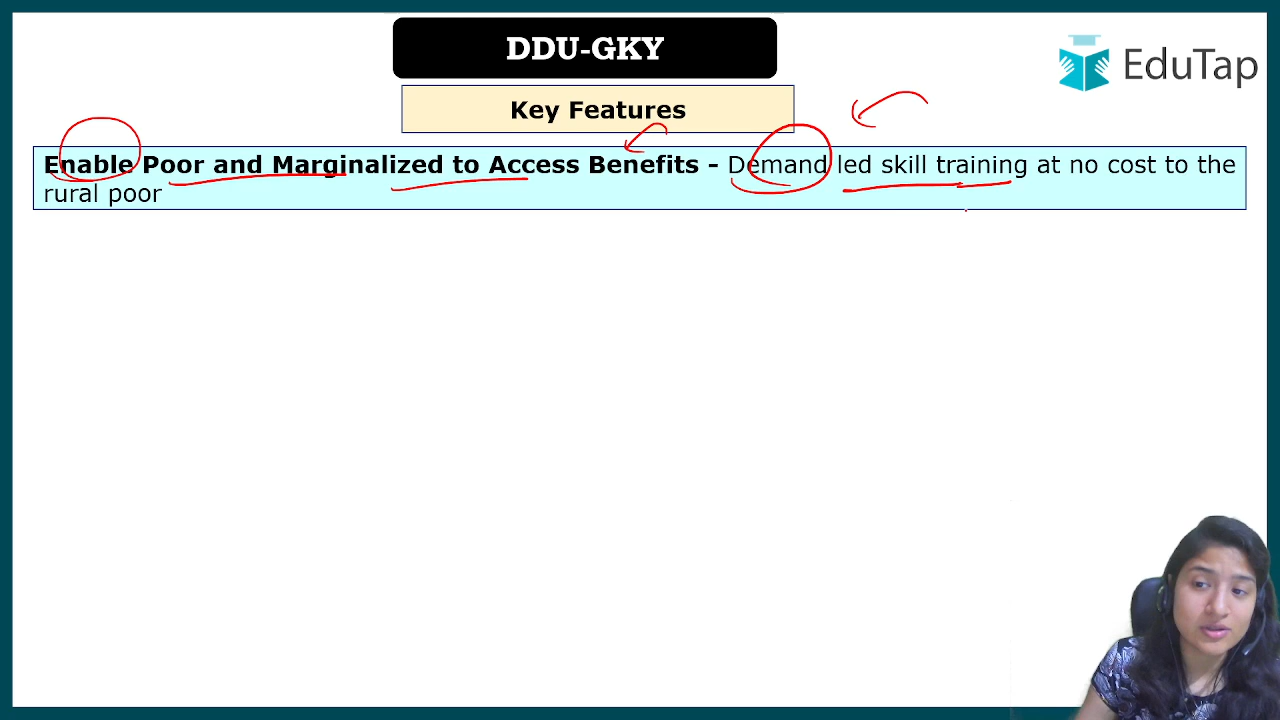 DDU-GKY
EduTap
Key Features
Enable Poor and Marginalized to Access Benefits – Demand led skill training at no cost to the
rural poor